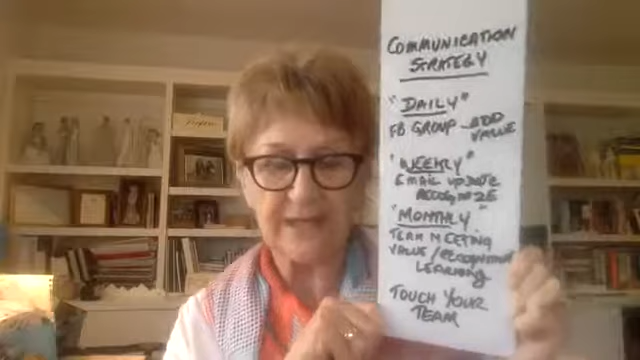 COMMUNICATION
STRATEGY
"DAILY"
FB GROUP - ADD
VALUE
"WEEKLY"
EMAIL UPDATE
RECOGNIZE
"MONTHLY"
TEAM MEETING
VALUE/RECOGNITION
LEARNING
TOUCH YOUR
TEAM